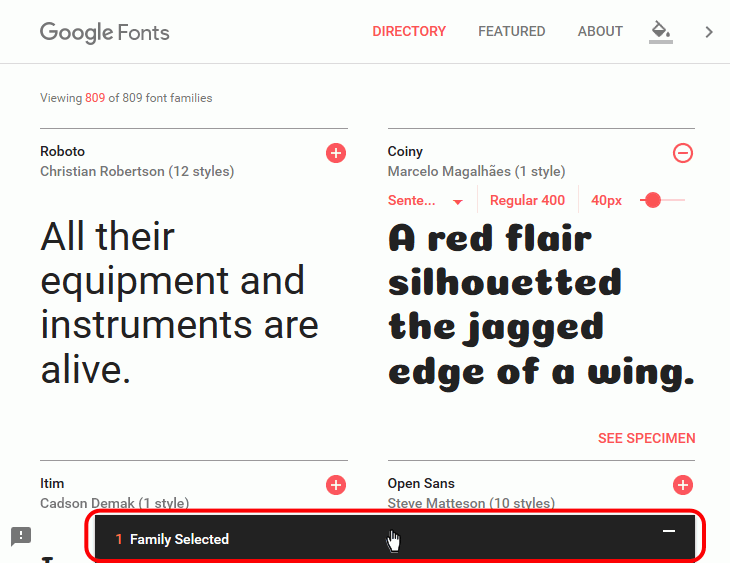 Google Fonts
DIRECTORY FEATURED ABOUT
Viewing 809 of 809 font families
Roboto
Christian Robertson (12 styles)
All their
equipment and
instruments are
alive.
Coiny
Marcelo Magalhães (1 style)
Sente... Regular 400 40px
A red flair
silhouetted
the jagged
edge of a wing.
SEE SPECIMEN
Itim
Cadson Demak (1 style)
Open Sans
Steve Matteson (10 styles)
1 Family Selected